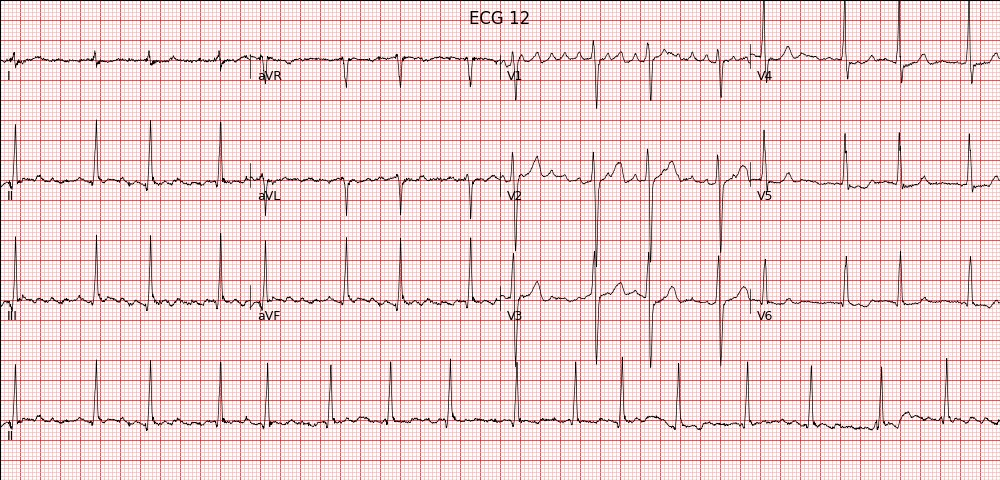 ECG 12
I aVR V1 V4
II aVL V2 V5
III aVF V3 V6
II